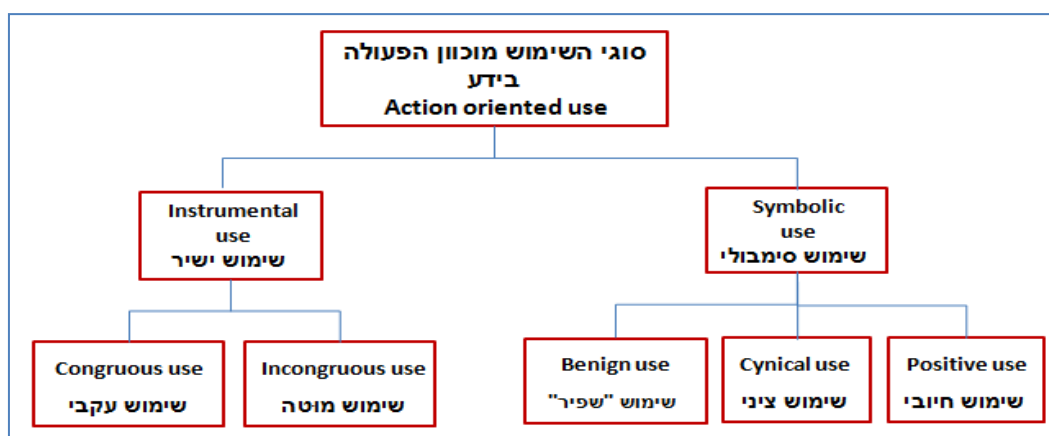 סוגי השימוש מוכוון הפעולה
בידע
Action oriented use
Instrumental
use
שימוש ישיר
Symbolic
use
שימוש סימבולי
Congruous use
שימוש עקבי
Incongruous use
שימוש מוטה
Benign use
שימוש "שפיר"
Cynical use
שימוש ציני
Positive use
שימוש חיובי